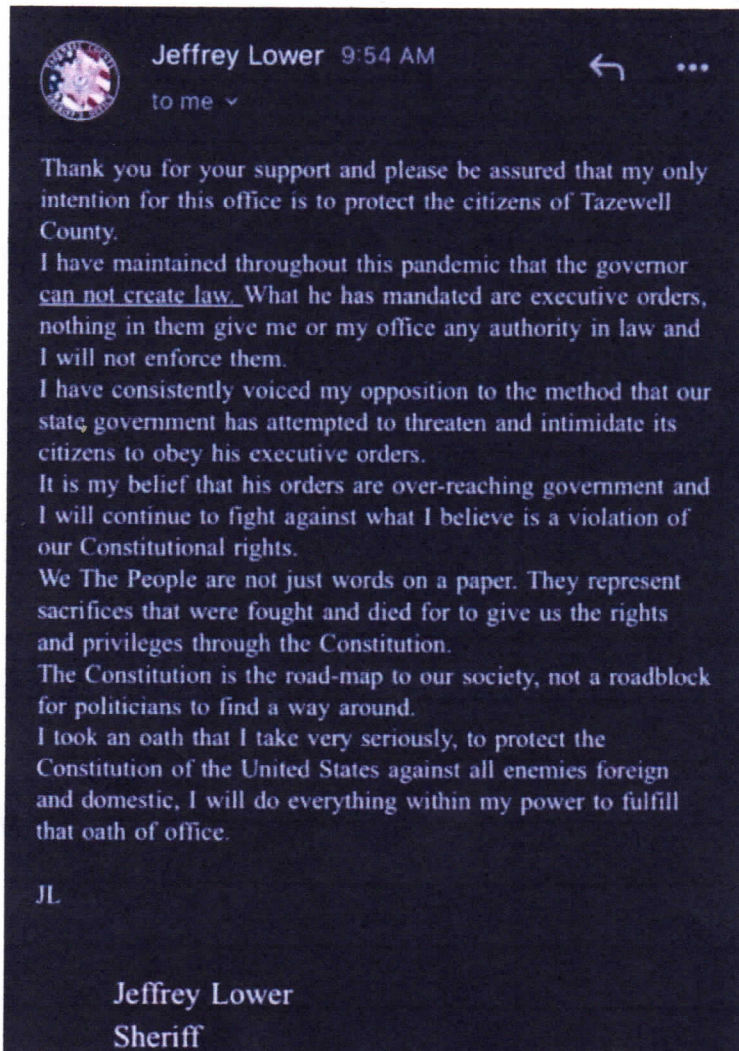 Jeffrey Lower 9:54 AM
to me
Thank you for your support and please be assured that my only
intention for this office is to protect the citizens of Tazewell
County.
I have maintained throughout this pandemic that the governor
can not create law. What he has mandated are executive orders,
nothing in them give me or my office any authority in law and
I will not enforce them.
I have consistently voiced my opposition to the method that our
state government has attempted to threaten and intimidate its
citizens to obey his executive orders.
It is my belief that his orders are over-reaching government and
I will continue to fight against what I believe is a violation of
our Constitutional rights.
We The People are not just words on a paper. They represent
sacrifices that were fought and died for to give us the rights
and privileges through the Constitution.
The Constitution is the road-map to our society, not a roadblock
for politicians to find a way around.
I took an oath that I take very seriously, to protect the
Constitution of the United States against all enemies foreign
and domestic, I will do everything within my power to fulfill
that oath of office.
JL
Jeffrey Lower
Sheriff